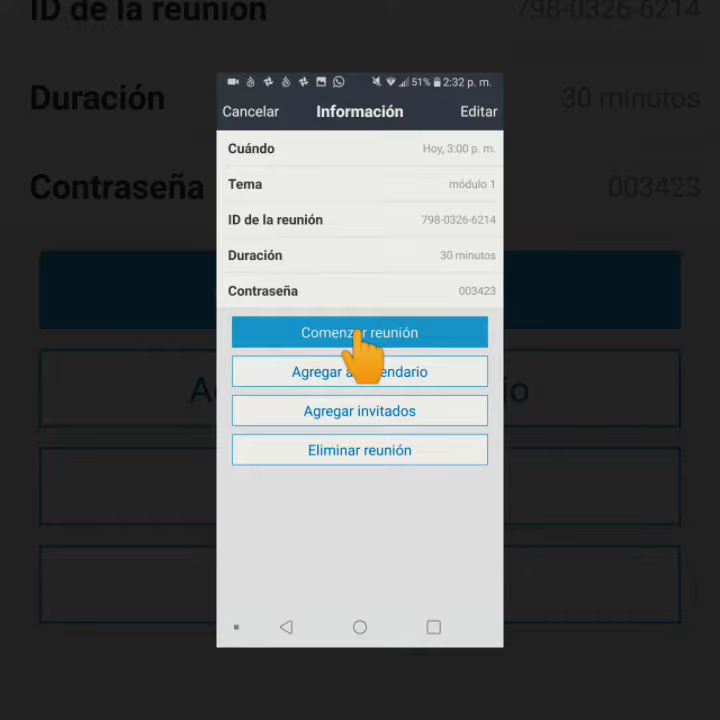 ID de la reunión 798-0326-6214
Duración 30 minutos
Contraseña 003423
51% 2:32 p. m.
Cancelar Información Editar
Cuándo Hoy, 3:00 p. m.
Tema módulo 1
ID de la reunión 798-0326-6214
Duración 30 minutos
Contraseña 003423
Comenzar reunión
Agregar a calendario
Agregar invitados
Eliminar reunión